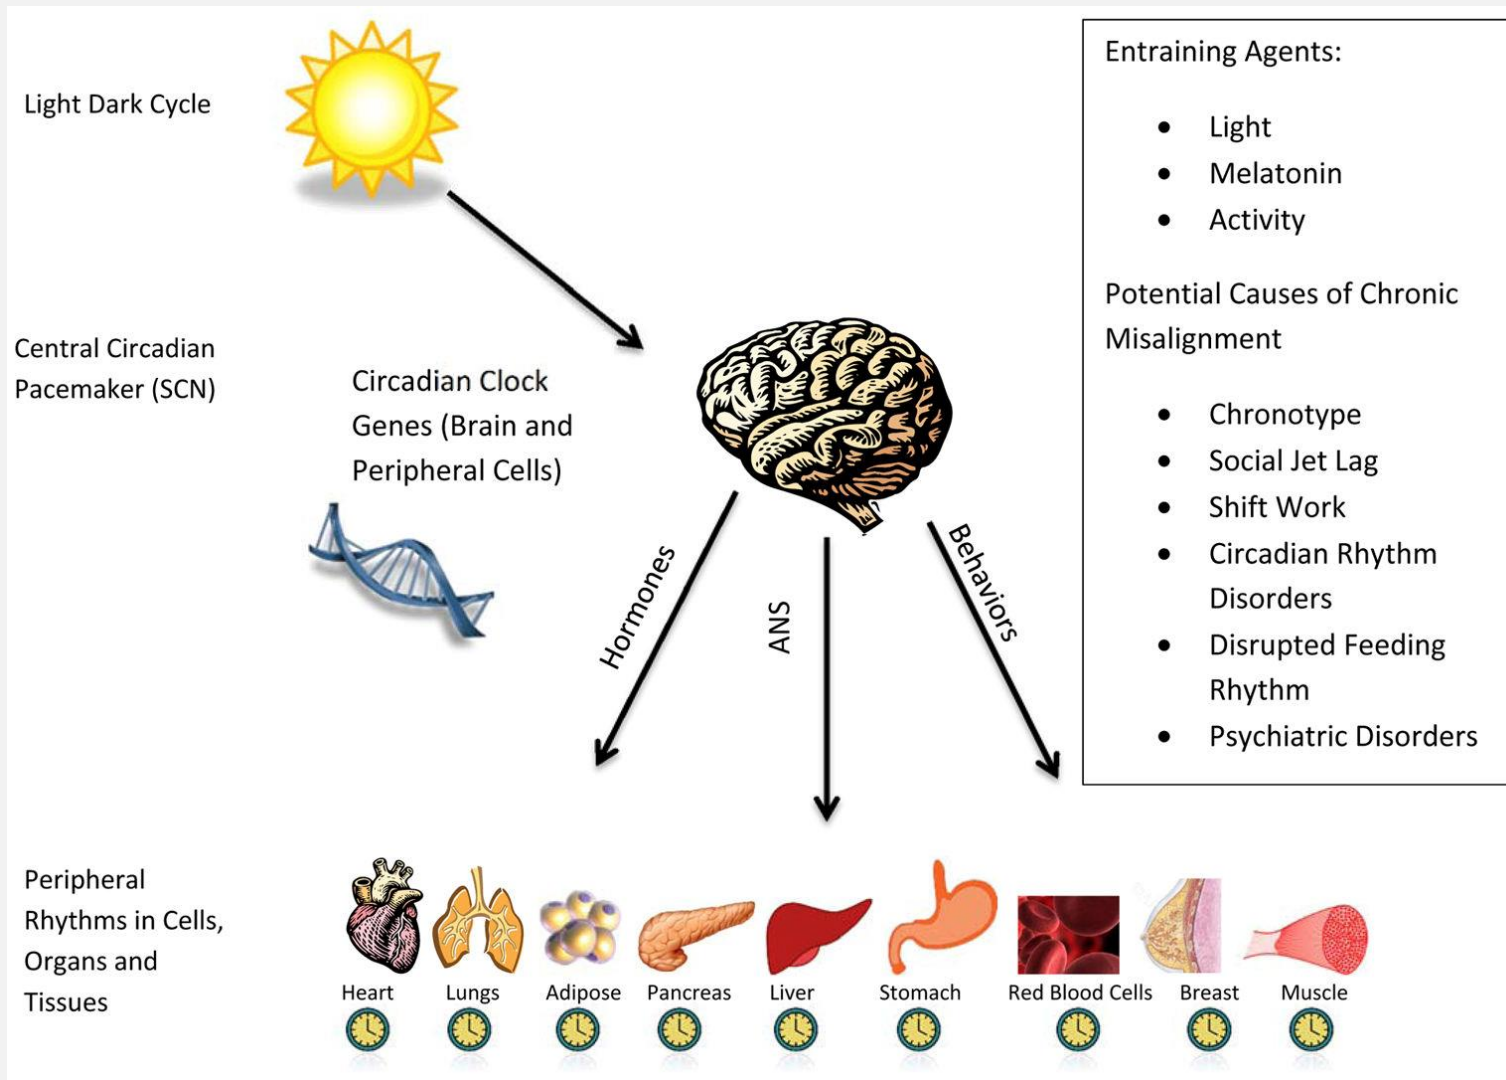 Light Dark Cycle
Central Circadian
Pacemaker (SCN)
Circadian Clock
Genes (Brain and
Peripheral Cells)
Hormones
ANS
Behaviors
Entraining Agents:
• Light
• Melatonin
• Activity
Potential Causes of Chronic
Misalignment
• Chronotype
• Social Jet Lag
• Shift Work
• Circadian Rhythm
Disorders
• Disrupted Feeding
Rhythm
• Psychiatric Disorders
Peripheral
Rhythms in Cells,
Organs and
Tissues
Heart
Lungs
Adipose
Pancreas
Liver
Stomach
Red Blood Cells
Breast
Muscle